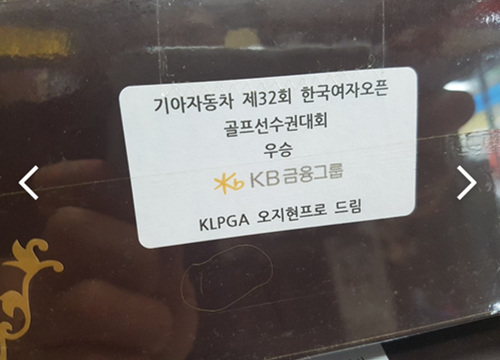 기아자동차 제32회 한국여자오픈
골프선수권대회
우승
Kb KB금융그룹
KLPGA 오지현프로 드림